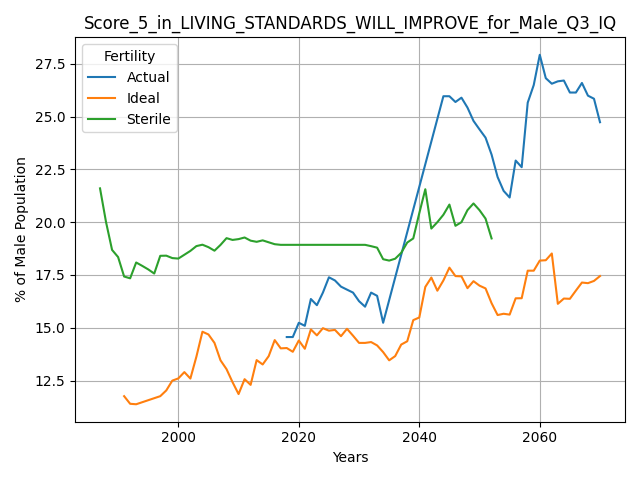 Score_5_in_LIVING_STANDARDS_WILL_IMPROVE_for_Male_Q3_IQ
Fertility
Actual
Ideal
Sterile
% of Male Population
27.5
25.0
22.5
20.0
17.5
15.0
12.5
2000
2020
2040
2060
Years